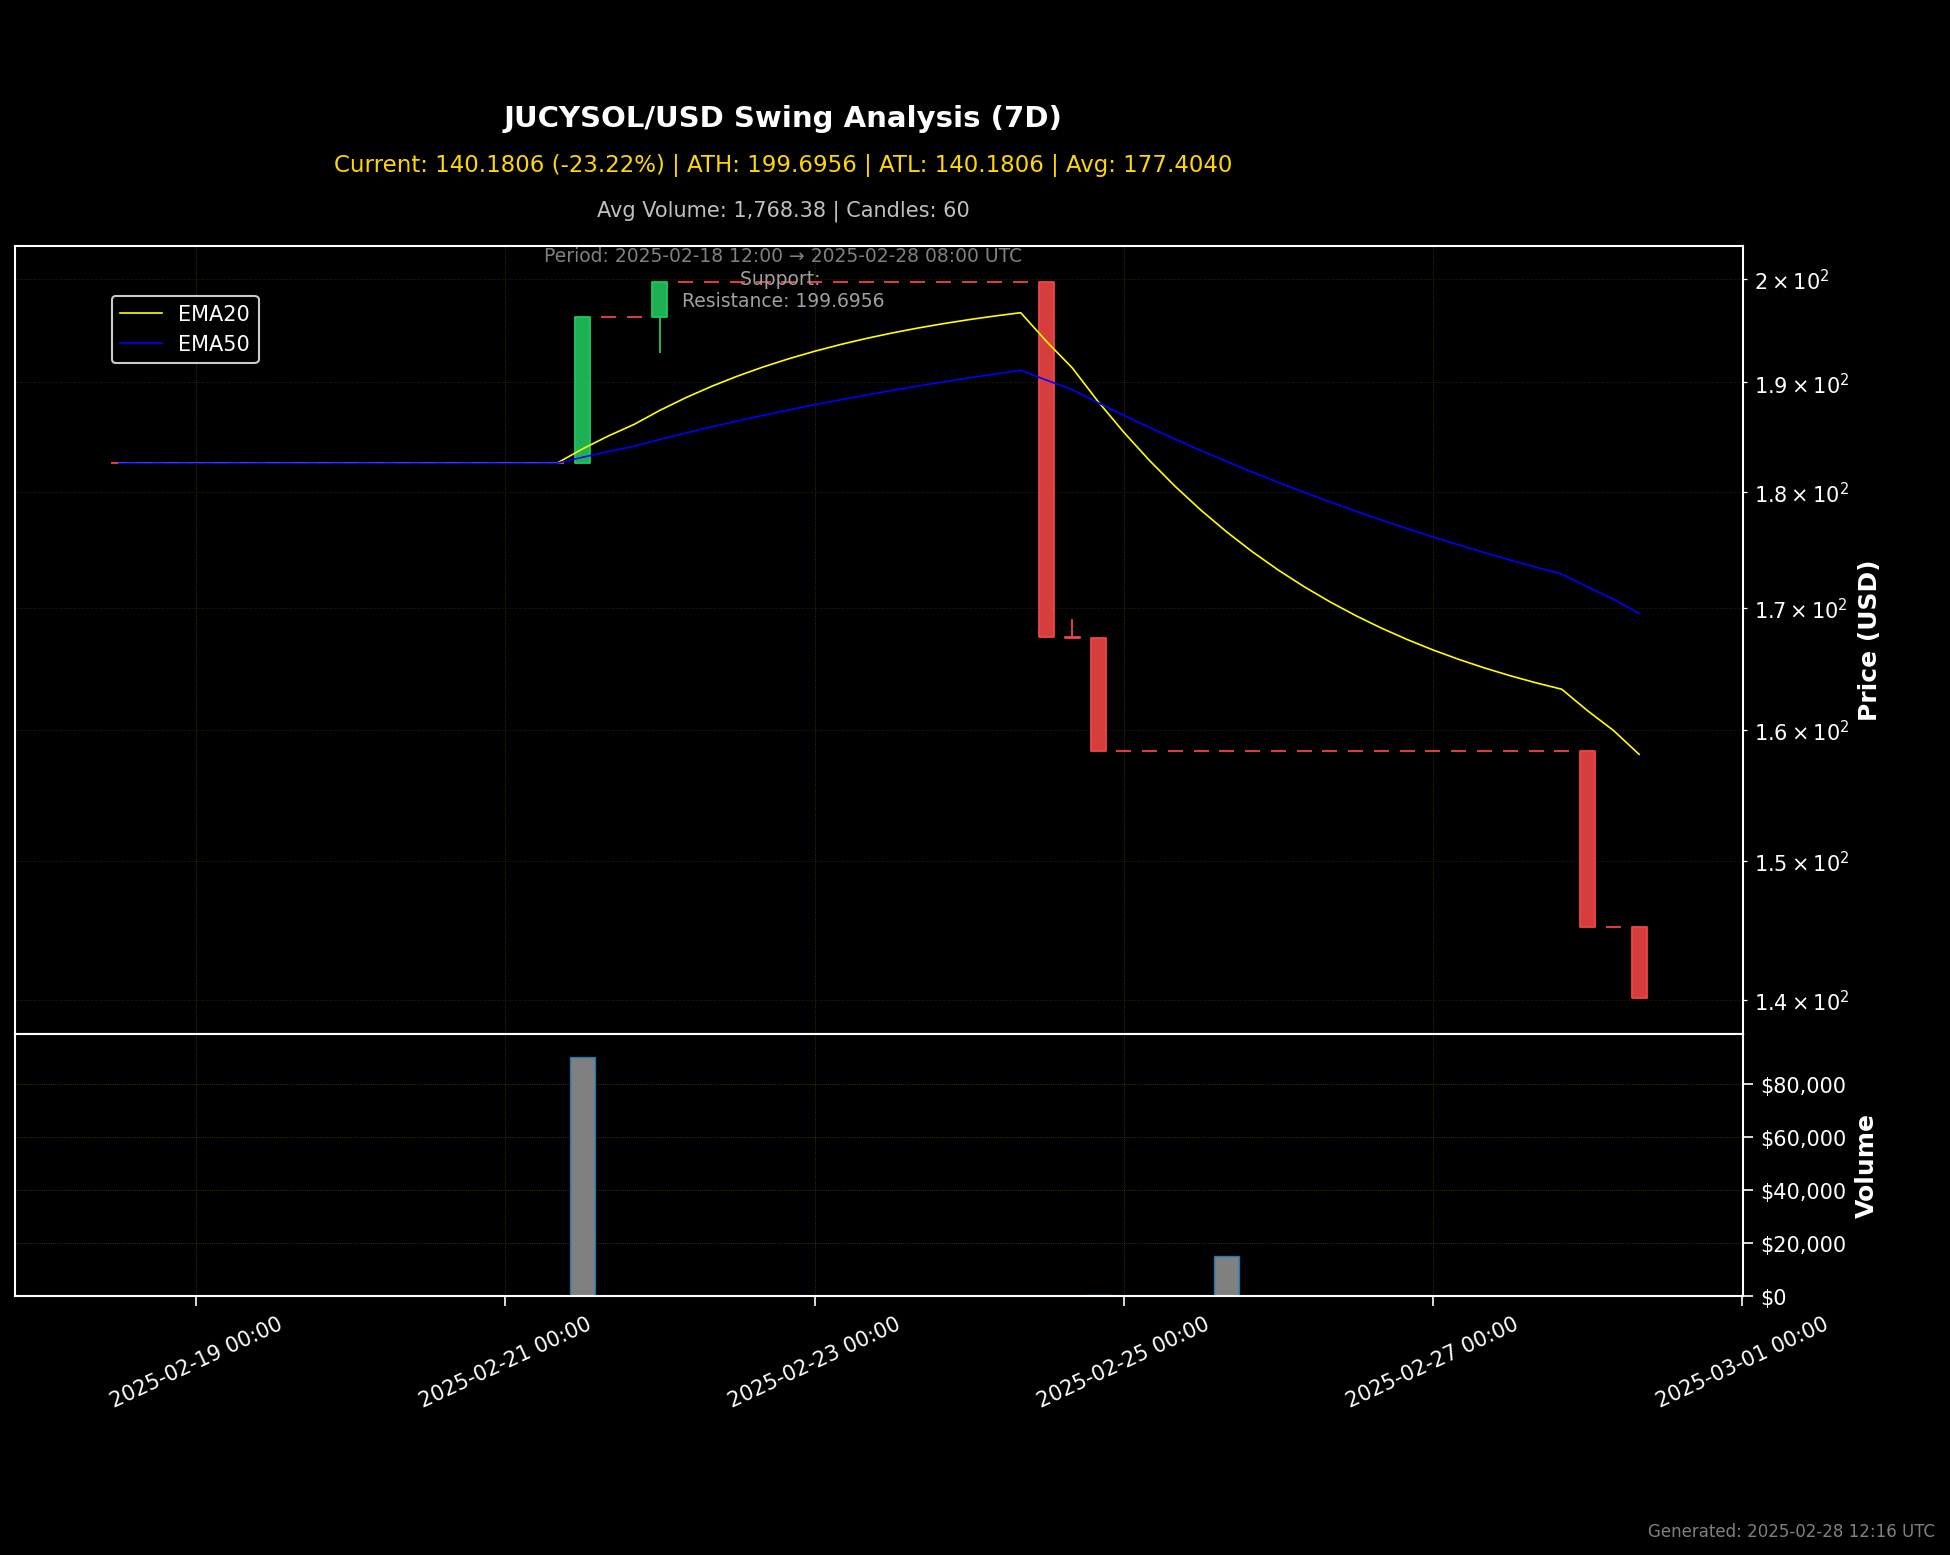 JUCYSOL/USD Swing Analysis (7D)
Current: 140.1806 (-23.22%) | ATH: 199.6956 | ATL: 140.1806 | Avg: 177.4040
Avg Volume: 1,768.38 | Candles: 60
Period: 2025-02-18 12:00 → 2025-02-28 08:00 UTC
Support:
Resistance: 199.6956
EMA20
EMA50
2 × 10²
1.9 × 10²
1.8 × 10²
1.7 × 10²
1.6 × 10²
1.5 × 10²
1.4 × 10²
Price (USD)
$80,000
$60,000
$40,000
$20,000
$0
Volume
2025-02-19 00:00
2025-02-21 00:00
2025-02-23 00:00
2025-02-25 00:00
2025-02-27 00:00
2025-03-01 00:00
Generated: 2025-02-28 12:16 UTC